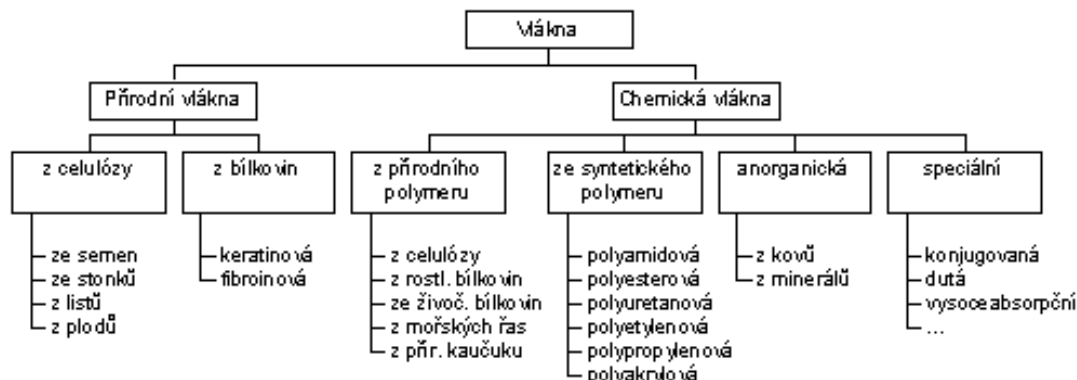 Vlákna
Přírodní vlákna
Chemická vlákna
z celulózy
ze semen
ze stonků
z listů
z plodů
z bílkovin
keratinová
fibroinová
z přírodního
polymeru
z celulózy
z rostl. bílkovin
ze živoč. bílkovin
z mořských řas
z přír. kaučuku
ze syntetického
polymeru
polyamidová
polyesterová
polyuretanová
polyetylenová
polypropylenová
polyakrylová
anorganická
z kovů
z minerálů
speciální
konjugovaná
dutá
vysoceabsorpční
...